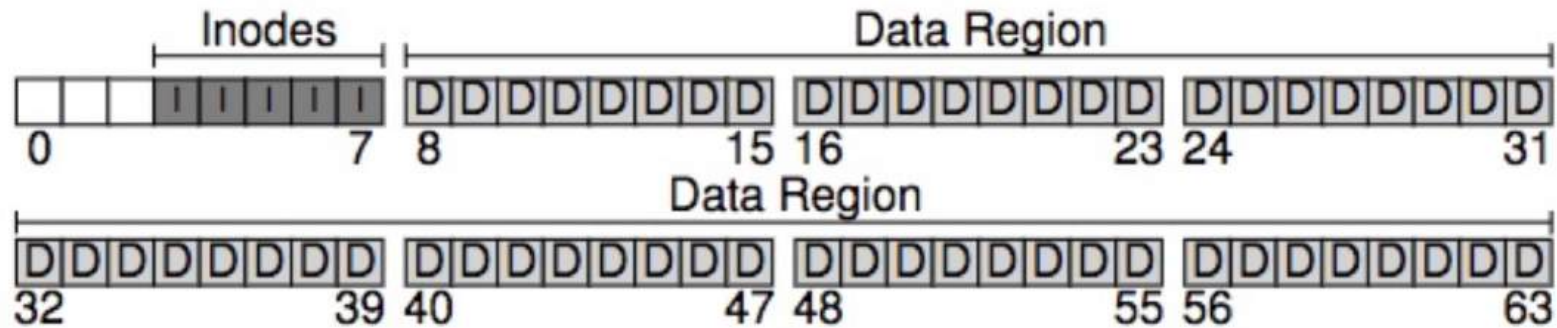 Inodes Data Region
I I I I I D D D D D D D D D D D D D D D D D D D D D D D D
0 7 8 15 16 23 24 31
Data Region
D D D D D D D D D D D D D D D D D D D D D D D D D D D D D D D D
32 39 40 47 48 55 56 63